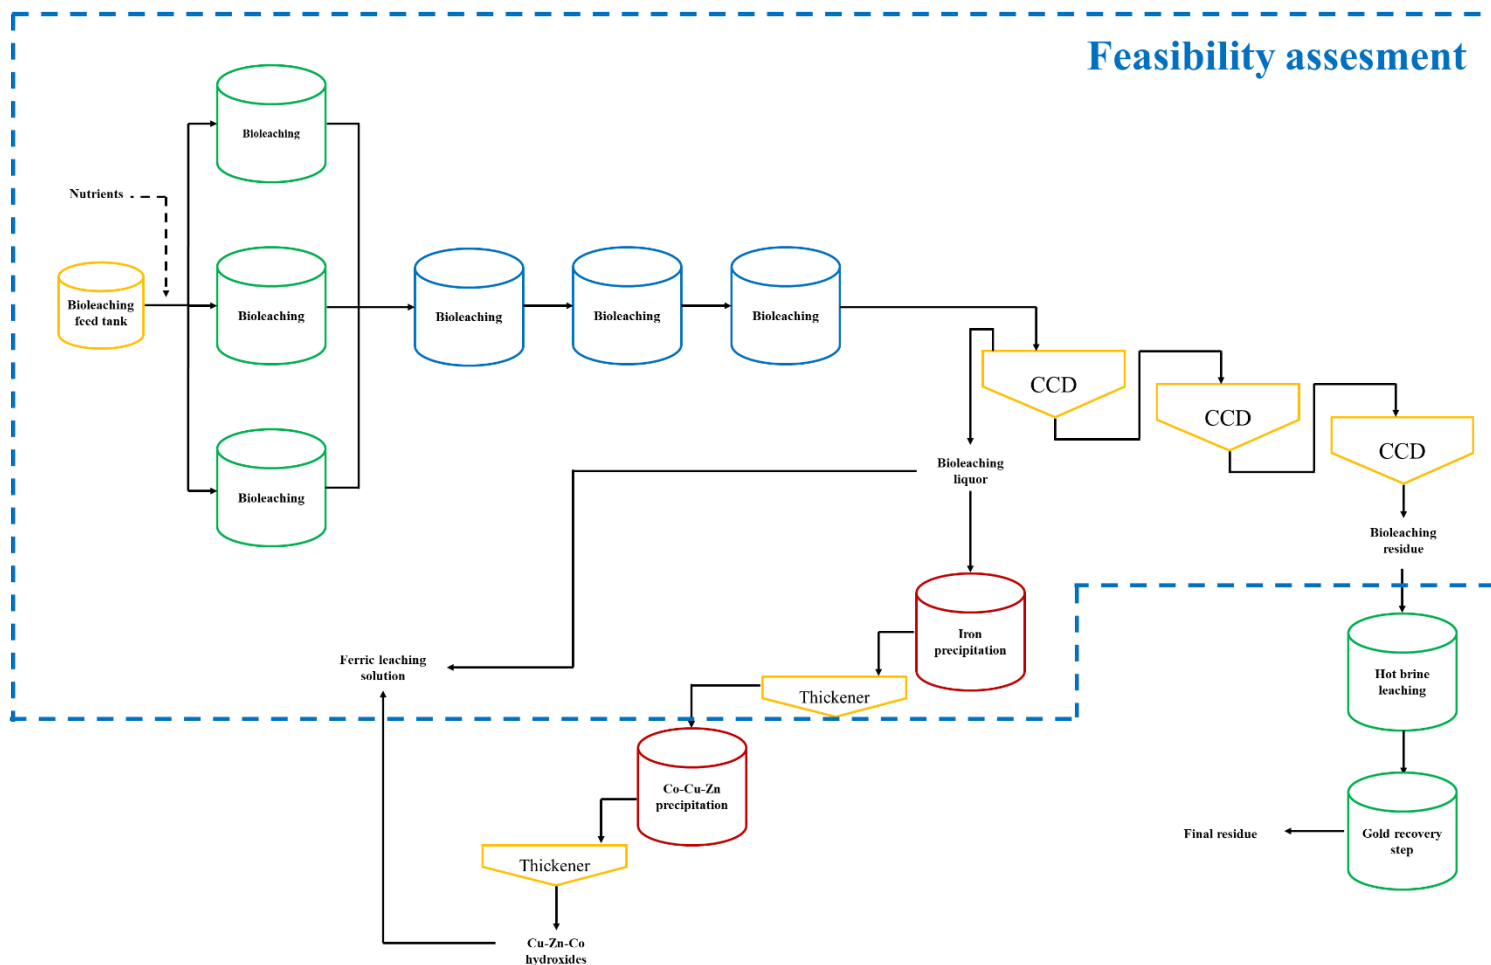 Feasibility assesment
Bioleaching
Nutrients
Bioleaching
feed tank
Bioleaching
Bioleaching
Bioleaching
Bioleaching
Bioleaching
CCD
CCD
CCD
Bioleaching
liquor
Bioleaching
Bioleaching
residue
Iron
precipitation
Ferric leaching
solution
Thickener
Hot brine
leaching
Co-Cu-Zn
precipitation
Final residue
Gold recovery
step
Thickener
Cu-Zn-Co
hydroxides